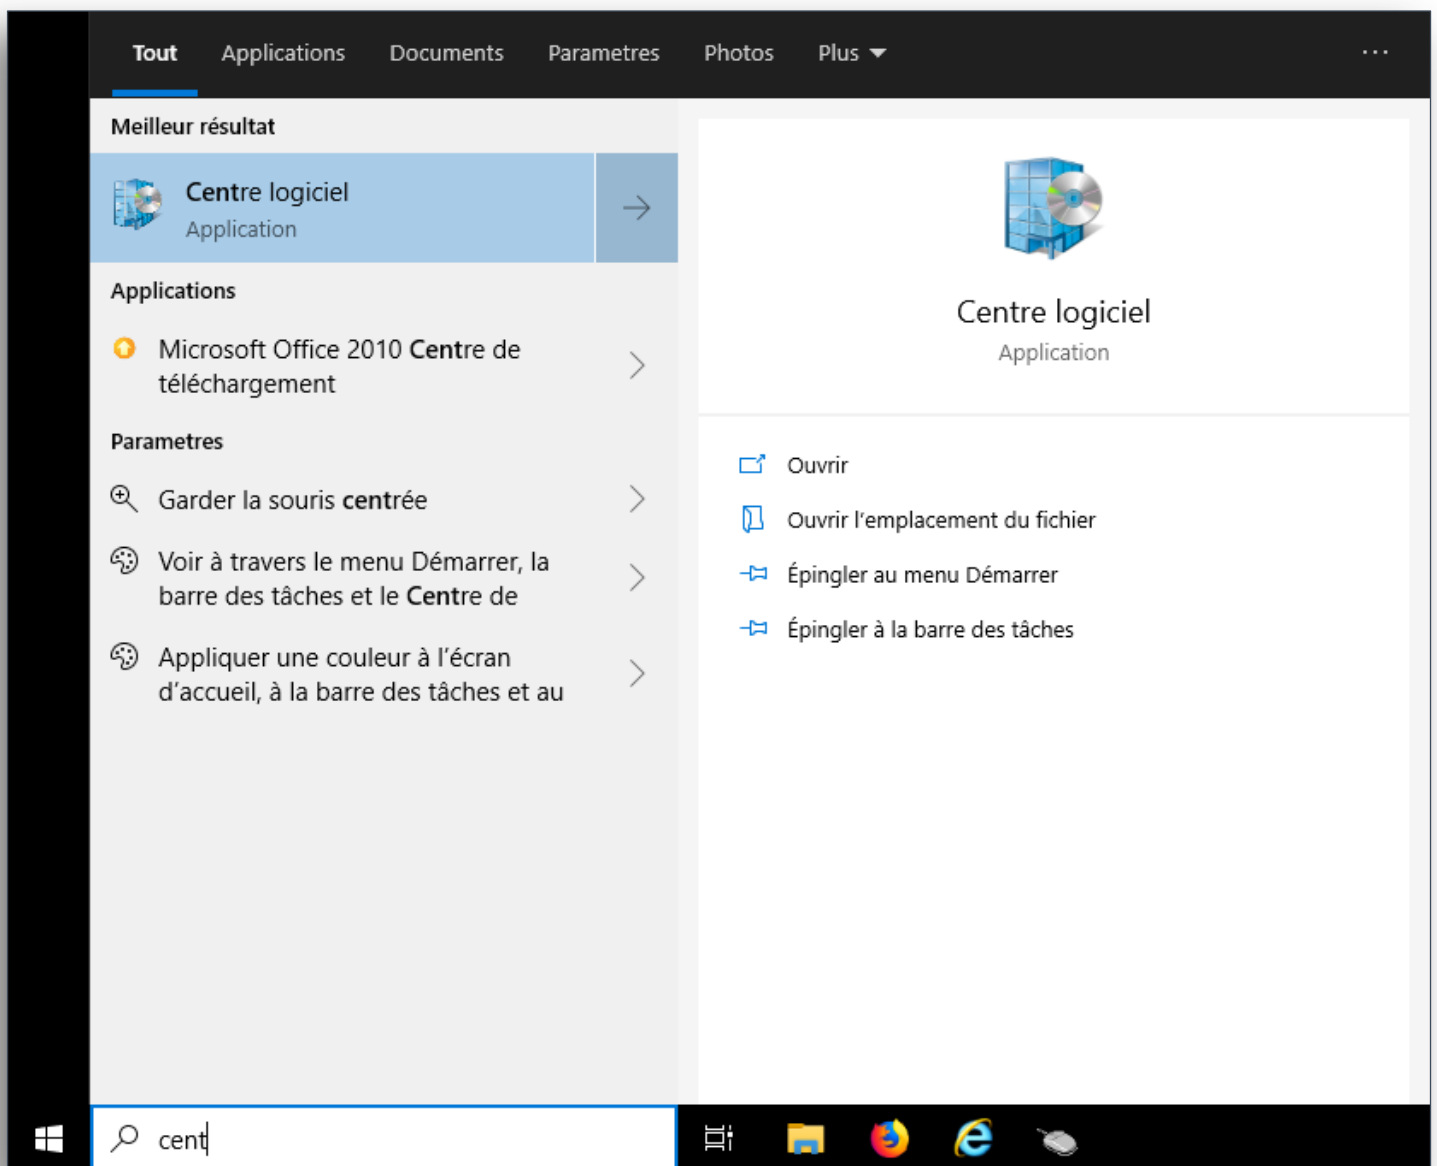 Tout Applications Documents Parametres Photos Plus
Meilleur résultat
Centre logiciel
Application
Applications
Microsoft Office 2010 Centre de
téléchargement
Parametres
Garder la souris centrée
Voir à travers le menu Démarrer, la
barre des tâches et le Centre de
Appliquer une couleur à l'écran
d'accueil, à la barre des tâches et au
Centre logiciel
Application
Ouvrir
Ouvrir l'emplacement du fichier
Épingler au menu Démarrer
Épingler à la barre des tâches
cent